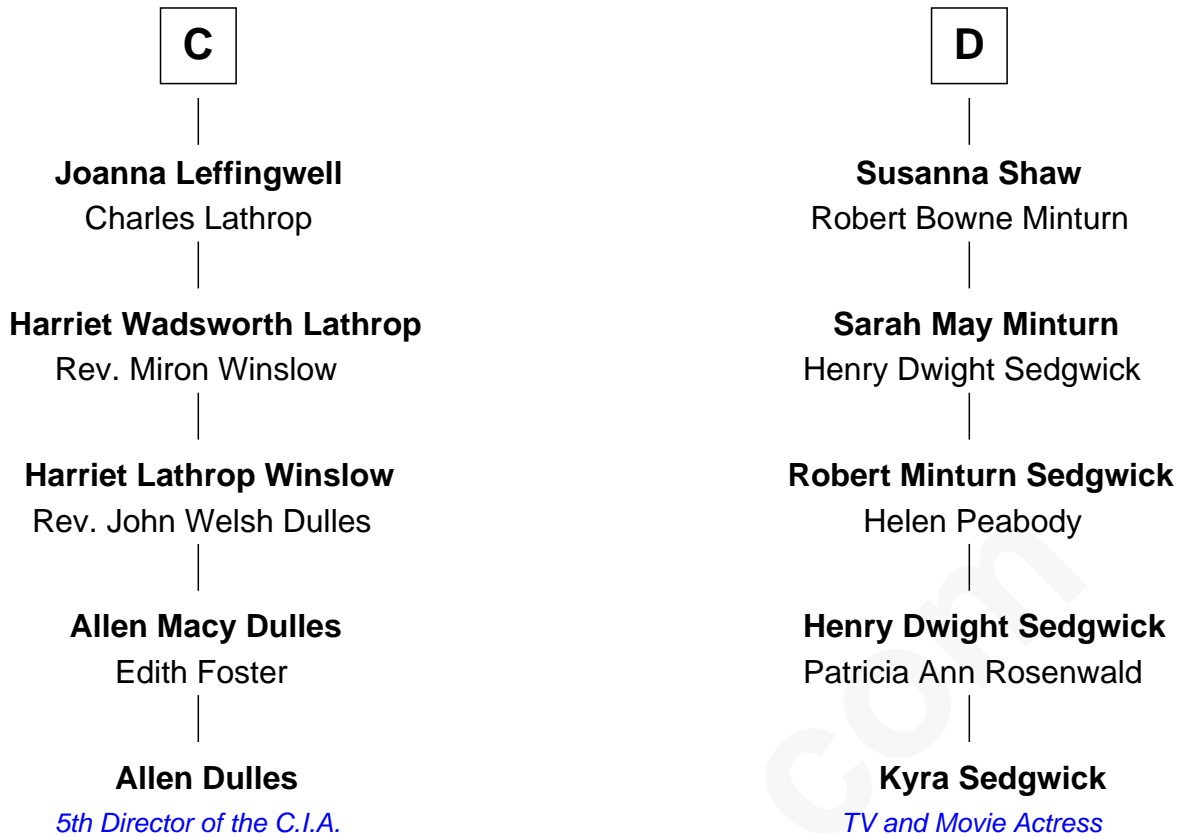 C
Joanna Leffingwell
Charles Lathrop
Harriet Wadsworth Lathrop
Rev. Miron Winslow
Harriet Lathrop Winslow
Rev. John Welsh Dulles
Allen Macy Dulles
Edith Foster
Allen Dulles
5th Director of the C.I.A.
D
Susanna Shaw
Robert Bowne Minturn
Sarah May Minturn
Henry Dwight Sedgwick
Robert Minturn Sedgwick
Helen Peabody
Henry Dwight Sedgwick
Patricia Ann Rosenwald
Kyra Sedgwick
TV and Movie Actress
com